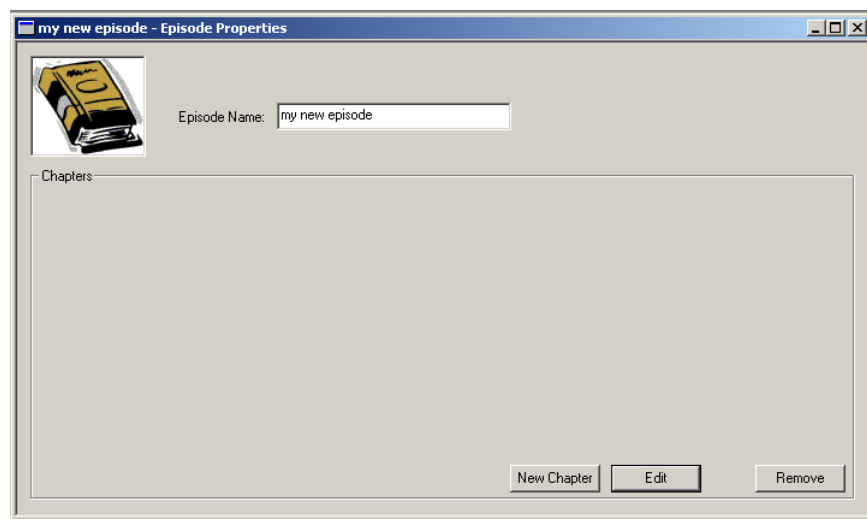 my new episode - Episode Properties
Episode Name: my new episode
Chapters
New Chapter Edit Remove